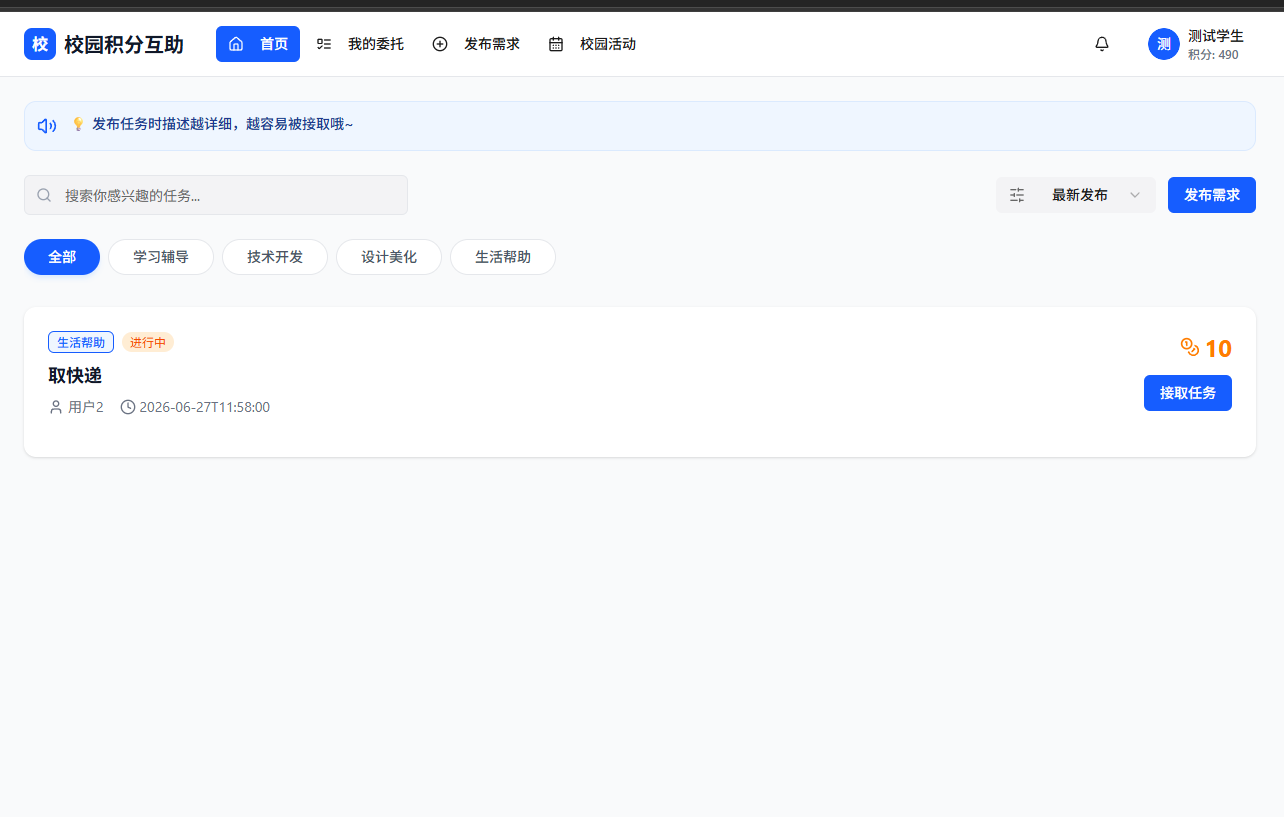 校 校园积分互助 首页 我的委托 发布需求 校园活动 测 测试学生
积分: 490
💡 发布任务时描述越详细，越容易被接取哦~
搜索你感兴趣的任务... 最新发布 发布需求
全部 学习辅导 技术开发 设计美化 生活帮助
生活帮助 进行中 10
取快递
用户2 2026-06-27T11:58:00 接取任务